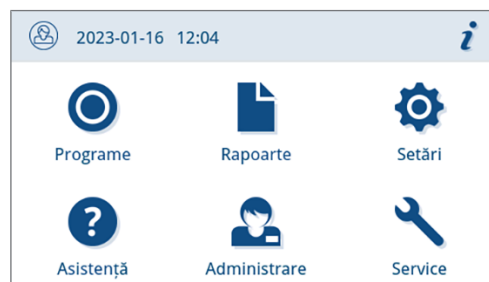 2023-01-16 12:04
Programe Rapoarte Setări
Asistență Administrare Service